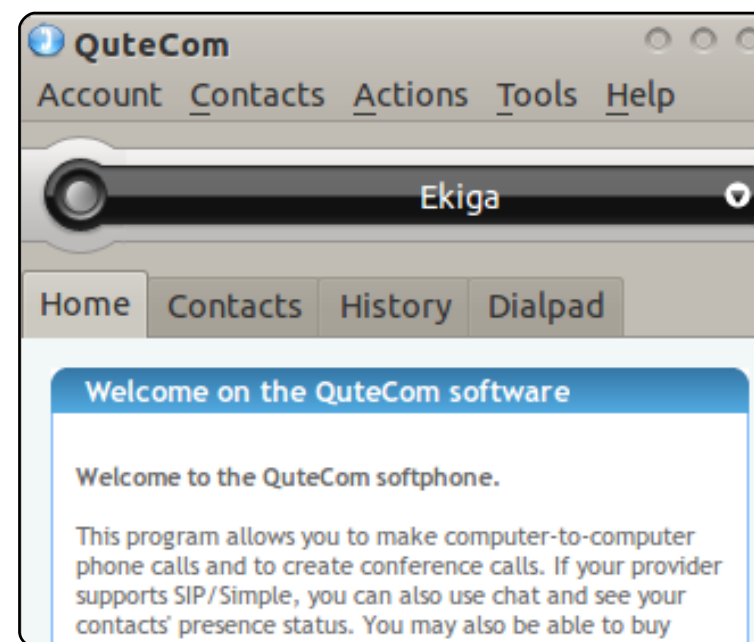 QuteCom
Account Contacts Actions Tools Help
Ekiga
Home Contacts History Dialpad
Welcome on the QuteCom software
Welcome to the QuteCom softphone.
This program allows you to make computer-to-computer
phone calls and to create conference calls. If your provider
supports SIP/Simple, you can also use chat and see your
contacts' presence status. You may also be able to buy